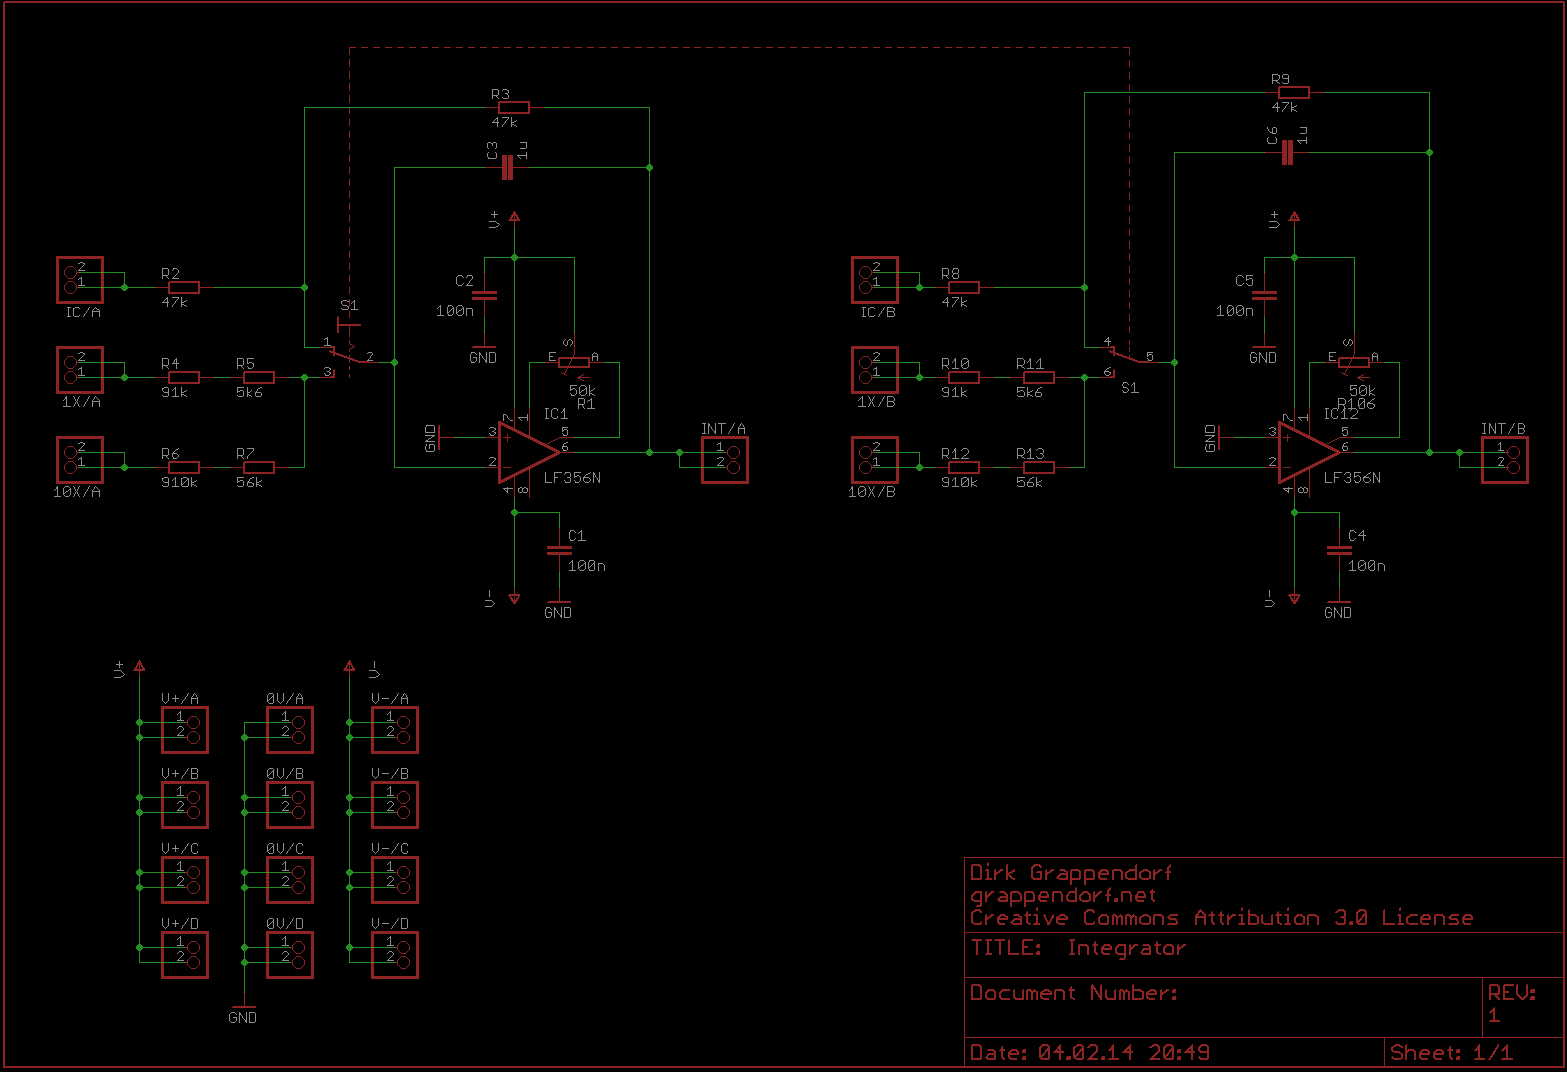 R3
47k
C3
1u
V+
2
1
IC/A
R2
47k
S1
1
2
3
C2
100n
GND
S
E
A
50k
R1
2
1
1X/A
R4
91k
R5
5k6
IC1
7
1
3
+
5
6
2
-
4
8
GND
LF356N
INT/A
1
2
2
1
10X/A
R6
910k
R7
56k
C1
100n
V-
GND
R9
47k
C6
1u
V+
2
1
IC/B
R8
47k
4
5
6
S1
C5
100n
GND
S
E
A
50k
R106
2
1
1X/B
R10
91k
R11
5k6
IC12
7
1
3
+
5
6
2
-
4
8
GND
LF356N
INT/B
1
2
2
1
10X/B
R12
910k
R13
56k
C4
100n
V-
GND
V+
V-
V+/A
1
2
0V/A
1
2
V-/A
1
2
V+/B
1
2
0V/B
1
2
V-/B
1
2
V+/C
1
2
0V/C
1
2
V-/C
1
2
V+/D
1
2
0V/D
1
2
V-/D
1
2
GND
Dirk Grappendorf
grappendorf.net
Creative Commons Attribution 3.0 License
TITLE: Integrator
Document Number:
REV:
1
Date: 04.02.14 20:49
Sheet: 1/1